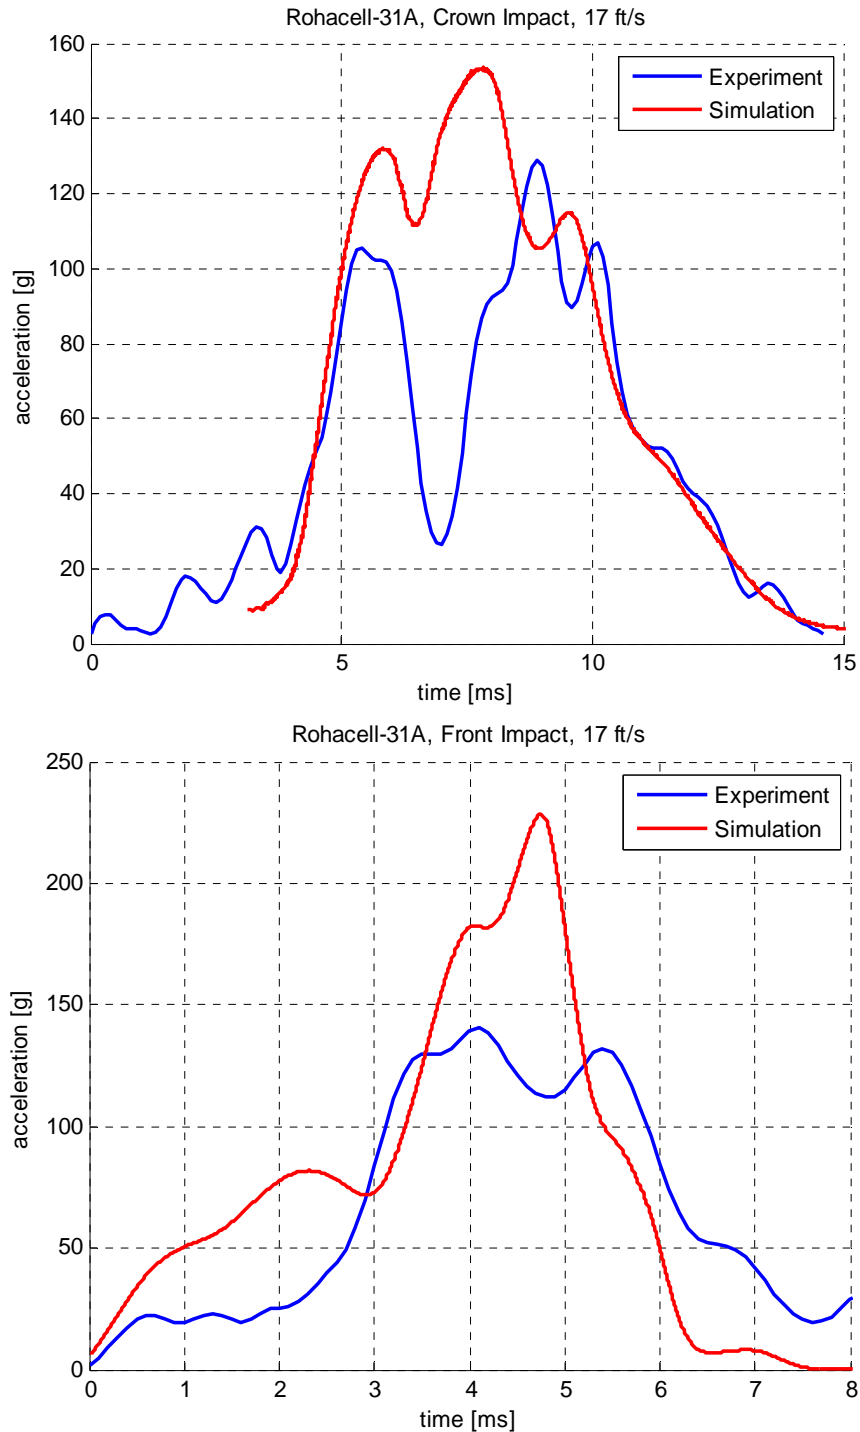 Rohacell-31A, Crown Impact, 17 ft/s
160
140
120
100
80
60
40
20
0
acceleration [g]
Experiment
Simulation
0 5 10 15
time [ms]
Rohacell-31A, Front Impact, 17 ft/s
250
200
150
100
50
0
acceleration [g]
Experiment
Simulation
0 1 2 3 4 5 6 7 8
time [ms]